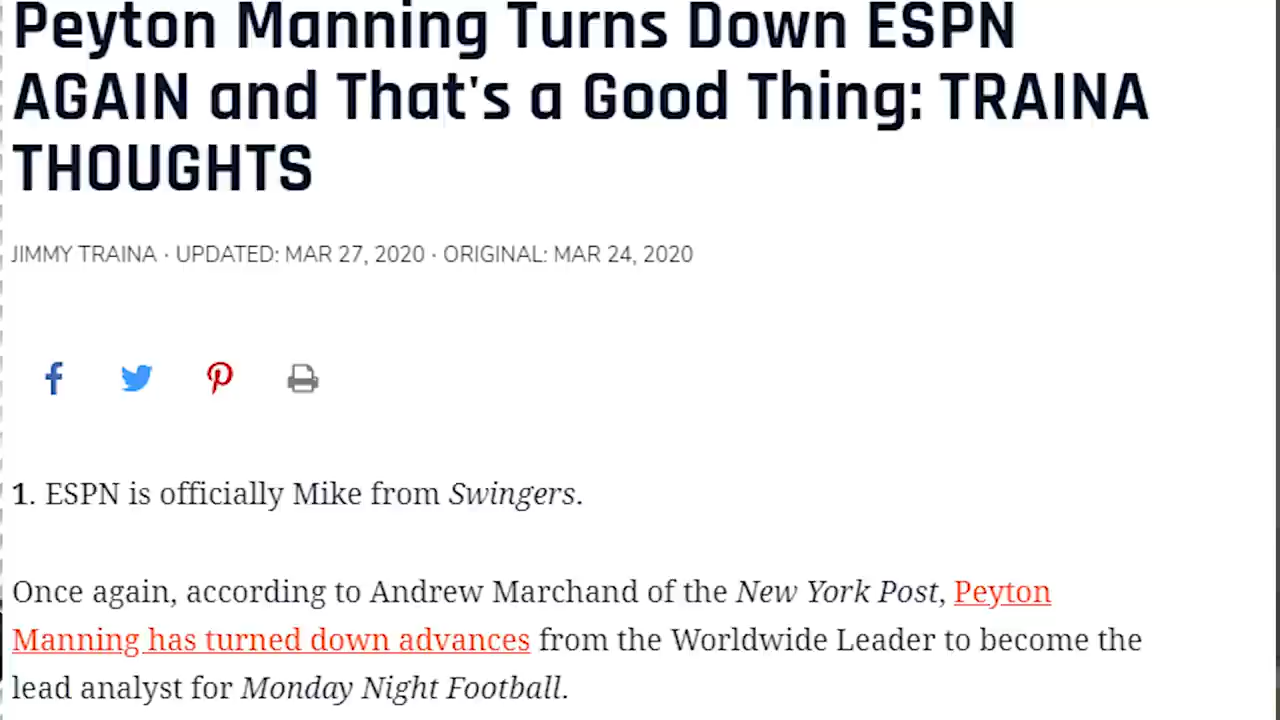 Peyton Manning Turns Down ESPN
AGAIN and That's a Good Thing: TRAINA
THOUGHTS
JIMMY TRAINA · UPDATED: MAR 27, 2020 · ORIGINAL: MAR 24, 2020
1. ESPN is officially Mike from Swingers.
Once again, according to Andrew Marchand of the New York Post, Peyton
Manning has turned down advances from the Worldwide Leader to become the
lead analyst for Monday Night Football.